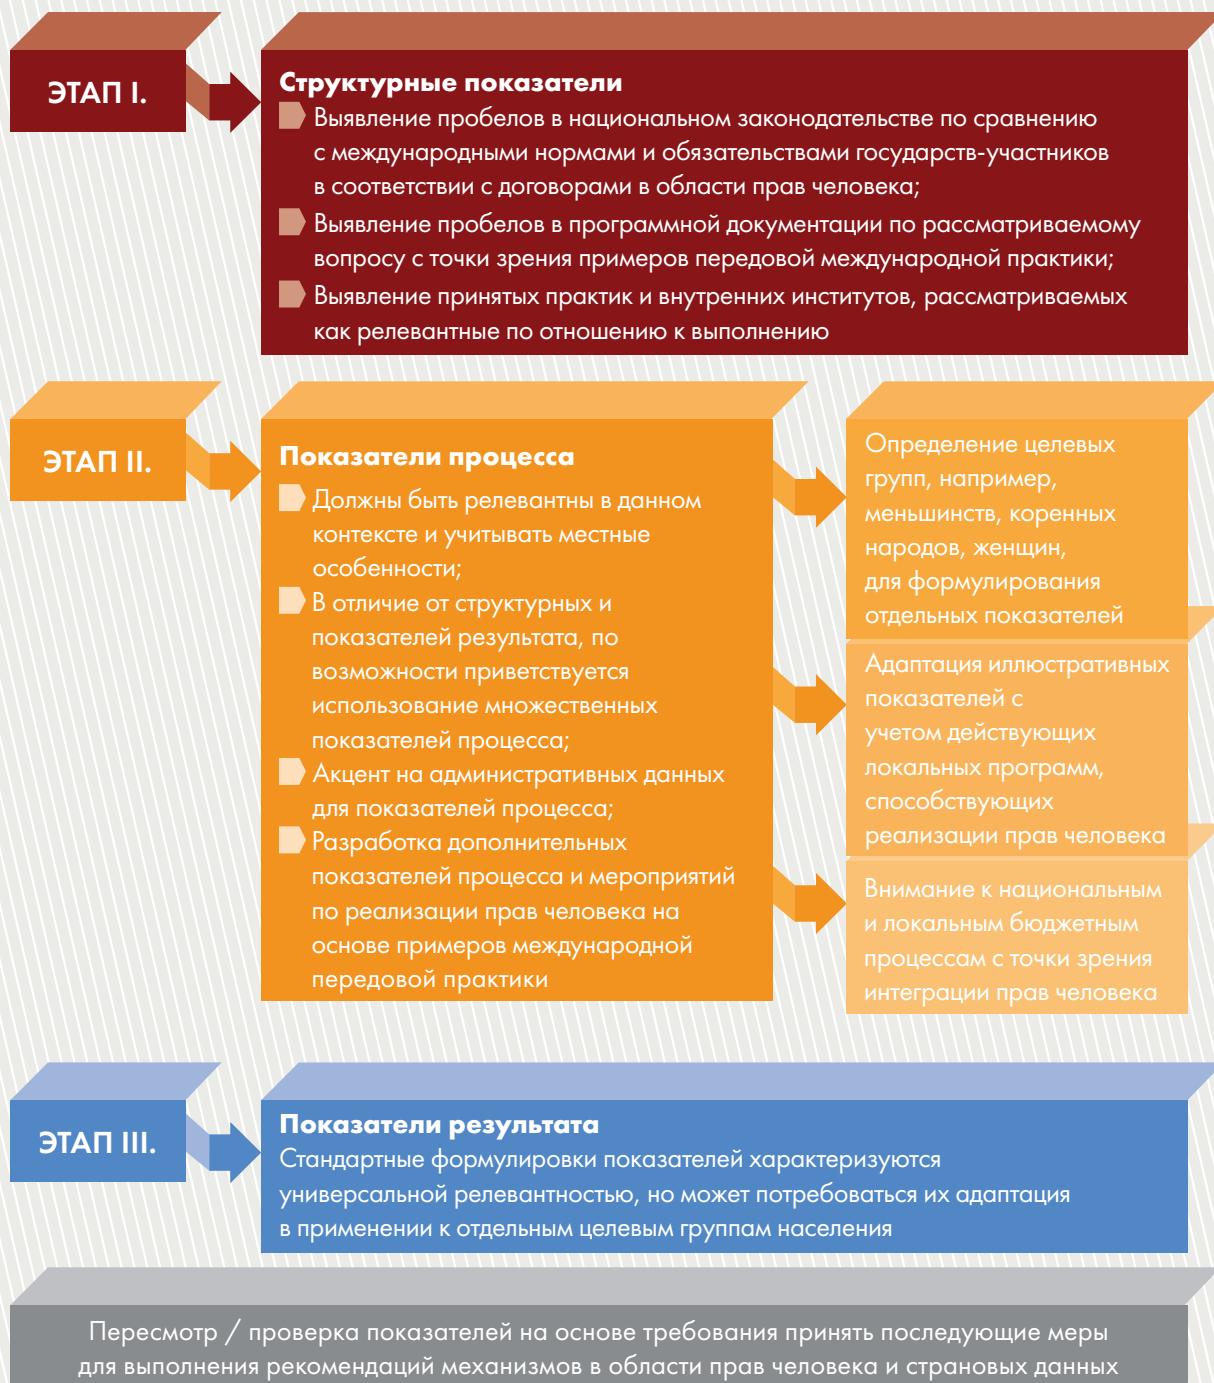 ЭТАП I.
Структурные показатели
Выявление пробелов в национальном законодательстве по сравнению
с международными нормами и обязательствами государств-участников
в соответствии с договорами в области прав человека;
Выявление пробелов в программной документации по рассматриваемому
вопросу с точки зрения примеров передовой международной практики;
Выявление принятых практик и внутренних институтов, рассматриваемых
как релевантные по отношению к выполнению
ЭТАП II.
Показатели процесса
Должны быть релевантны в данном
контексте и учитывать местные
особенности;
В отличие от структурных и
показателей результата, по
возможности приветствуется
использование множественных
показателей процесса;
Акцент на административных данных
для показателей процесса;
Разработка дополнительных
показателей процесса и мероприятий
по реализации прав человека на
основе примеров международной
передовой практики
Определение целевых
групп, например,
меньшинств, коренных
народов, женщин,
для формулирования
отдельных показателей
Адаптация иллюстративных
показателей с
учетом действующих
локальных программ,
способствующих
реализации прав человека
Внимание к национальным
и локальным бюджетным
процессам с точки зрения
интеграции прав человека
ЭТАП III.
Показатели результата
Стандартные формулировки показателей характеризуются
универсальной релевантностью, но может потребоваться их адаптация
в применении к отдельным целевым группам населения
Пересмотр / проверка показателей на основе требования принять последующие меры
для выполнения рекомендаций механизмов в области прав человека и страновых данных